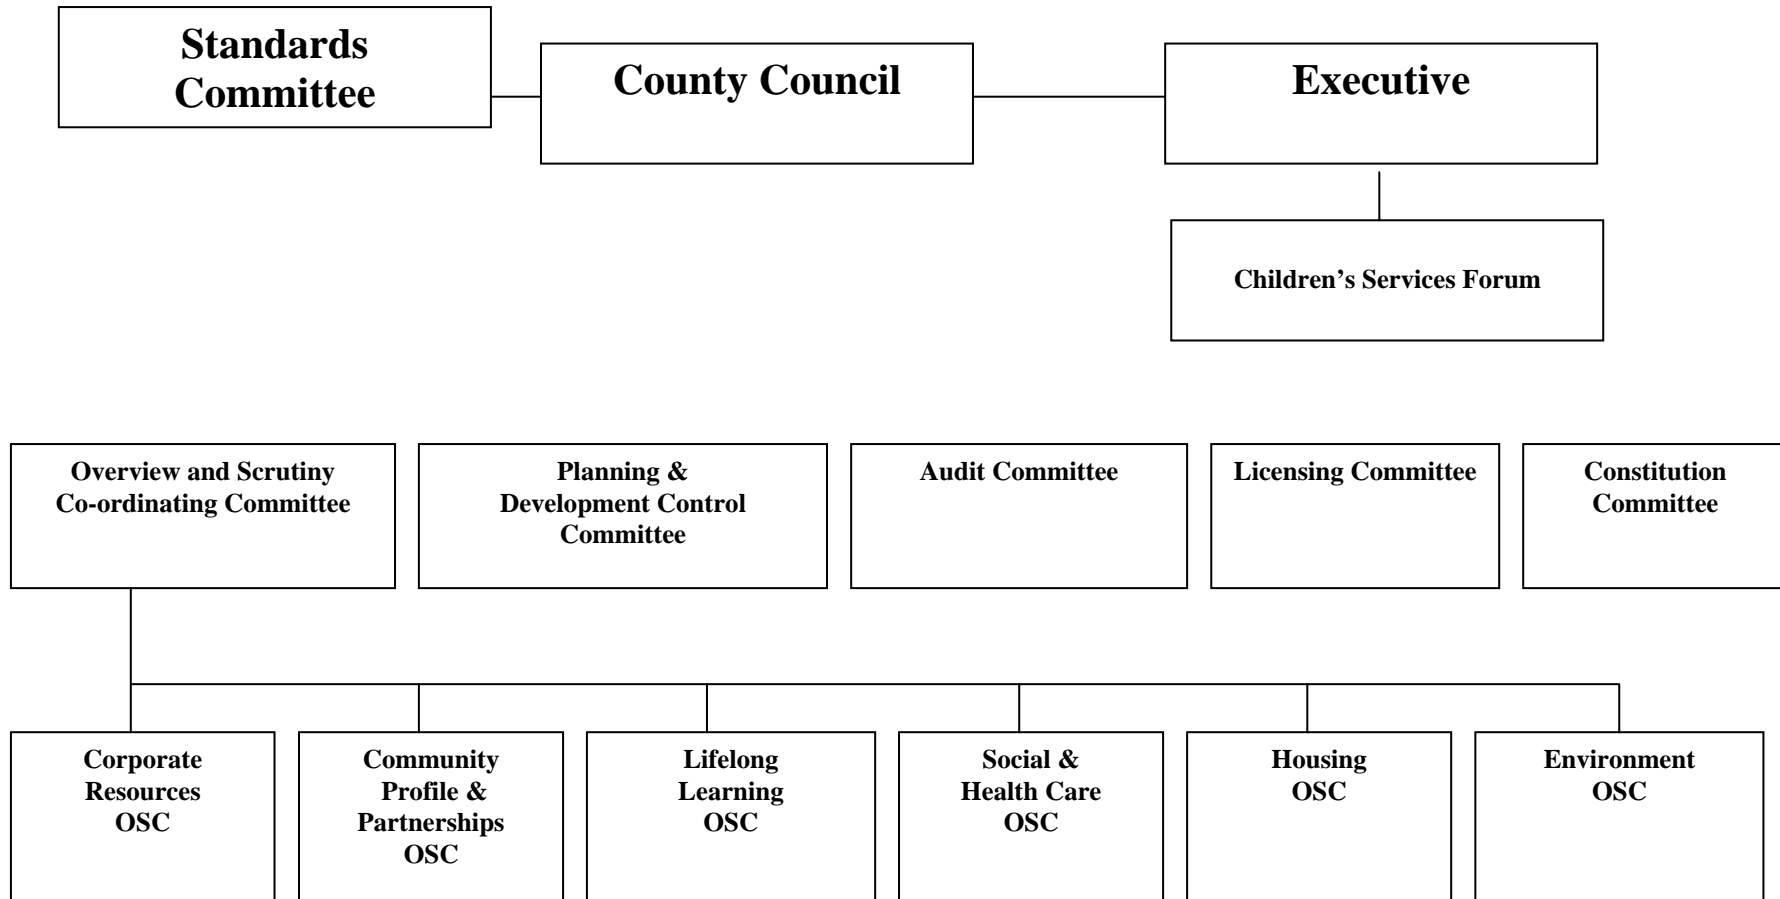 Standards
Committee
County Council
Executive
Children’s Services Forum
Overview and Scrutiny
Co-ordinating Committee
Planning &
Development Control
Committee
Audit Committee
Licensing Committee
Constitution
Committee
Corporate
Resources
OSC
Community
Profile &
Partnerships
OSC
Lifelong
Learning
OSC
Social &
Health Care
OSC
Housing
OSC
Environment
OSC